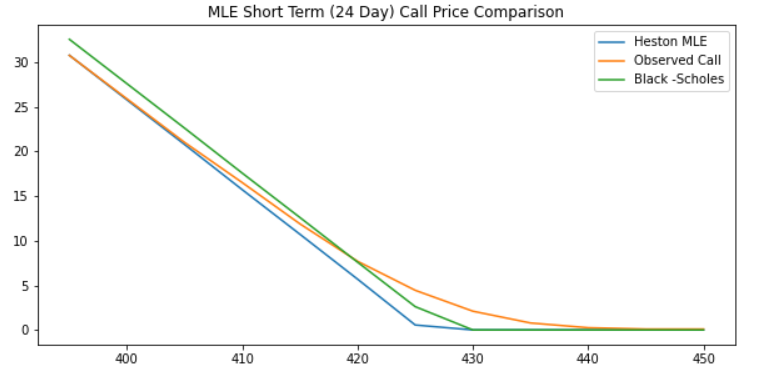 MLE Short Term (24 Day) Call Price Comparison
Heston MLE
Observed Call
Black -Scholes
30
25
20
15
10
5
0
400 410 420 430 440 450